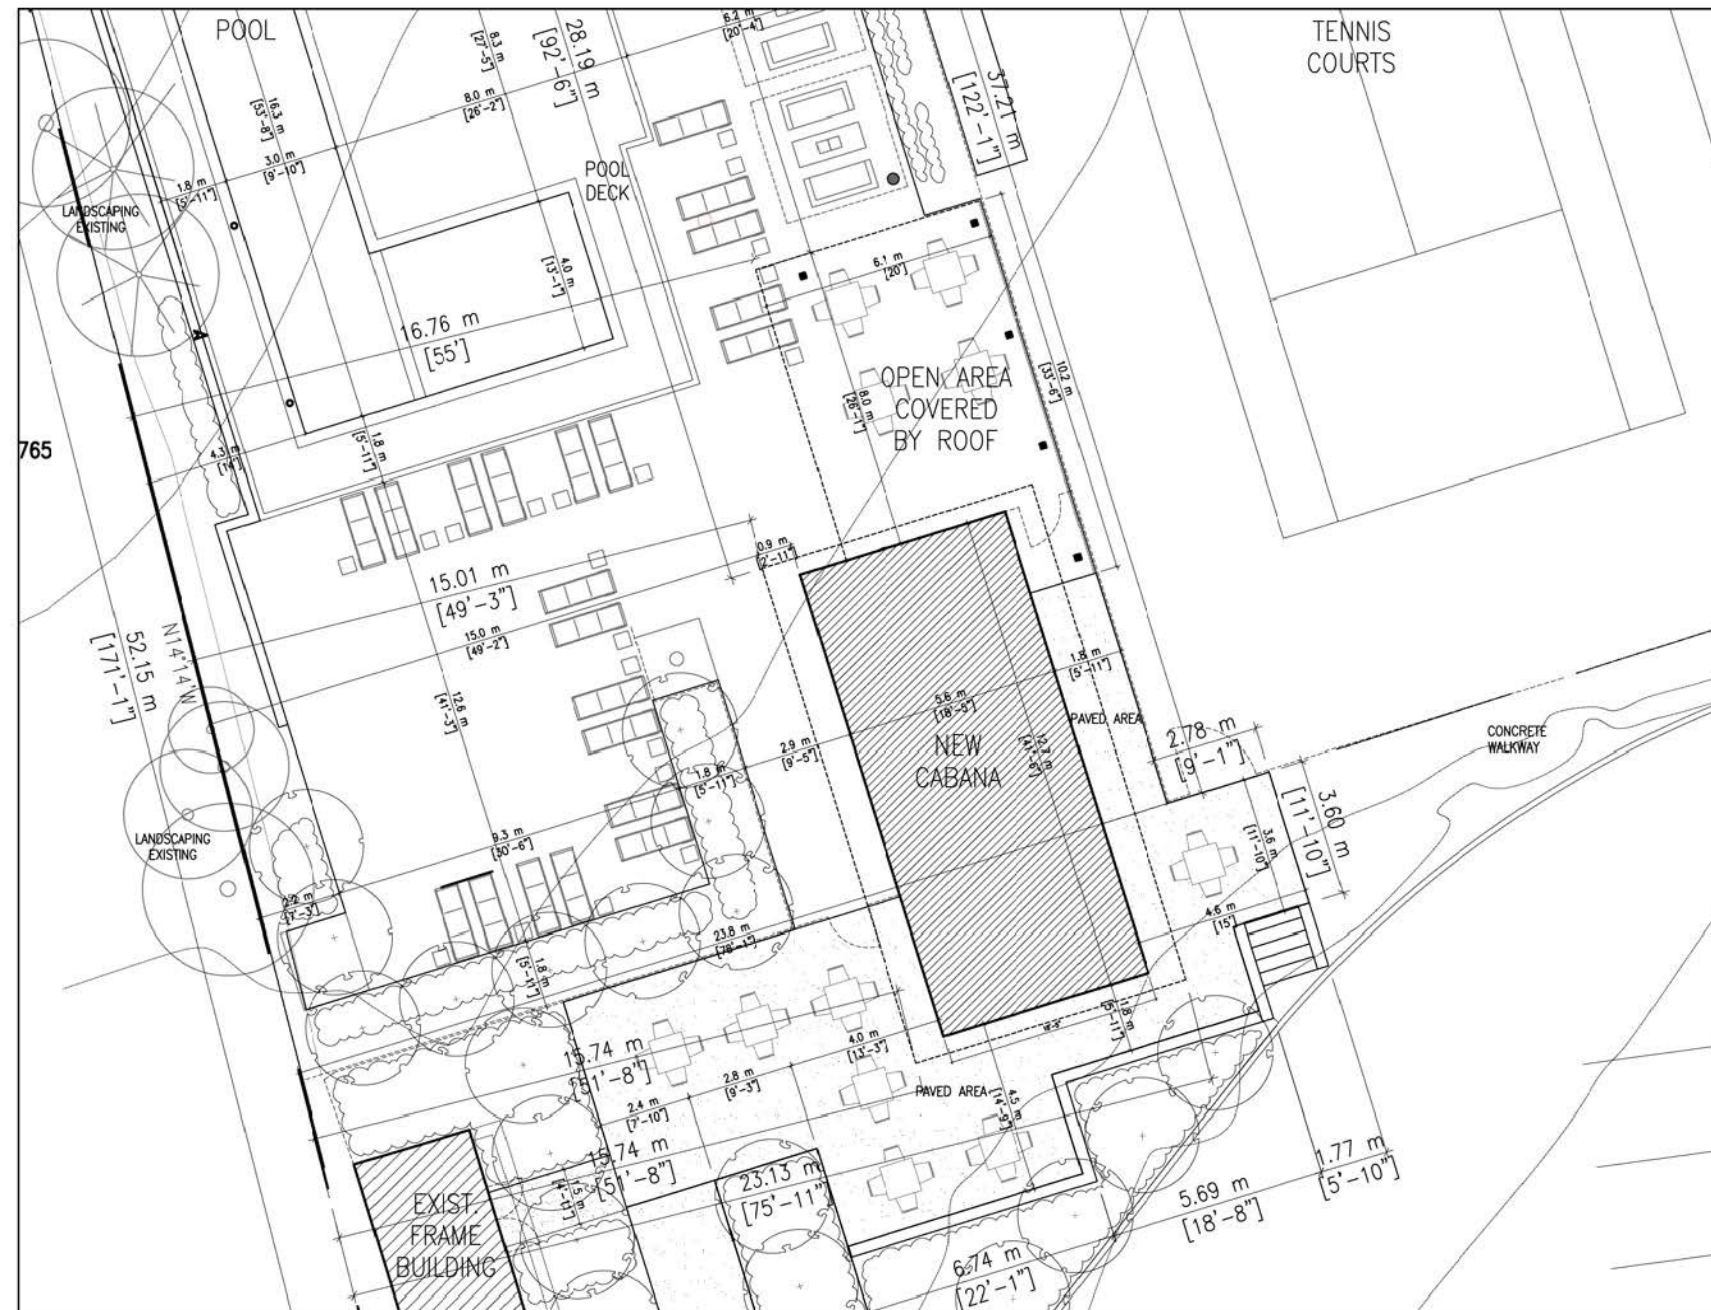 POOL
TENNIS
COURTS
28.19 m
[92'-6"]
8.3 m
[27'-5"]
6.2 m
[20'-4"]
37.21 m
[122'-1"]
16.3 m
[53'-8"]
8.0 m
[26'-2"]
3.0 m
[9'-10"]
1.8 m
[5'-11"]
POOL
DECK
LANDSCAPING
EXISTING
4.0 m
[13'-1"]
6.1 m
[20']
A
16.76 m
[55']
OPEN AREA
COVERED
BY ROOF
10.2 m
[33'-6"]
8.0 m
[26'-1"]
765
4.3 m
[14']
1.8 m
[5'-11"]
0.9 m
[2'-11"]
15.01 m
[49'-3"]
15.0 m
[49'-2"]
N14°14'W
52.15 m
[171'-1"]
12.6 m
[41'-3"]
1.8 m
[5'-11"]
5.6 m
[18'-5"]
PAVED AREA
2.78 m
[9'-1"]
CONCRETE
WALKWAY
2.9 m
[9'-5"]
NEW
CABANA
12.7 m
[41'-6"]
1.8 m
[5'-11"]
3.60 m
[11'-10"]
3.6 m
[11'-10"]
LANDSCAPING
EXISTING
9.3 m
[30'-6"]
2.2 m
[7'-3"]
23.8 m
[78'-1"]
4.6 m
[15']
1.8 m
[5'-11"]
1.8 m
[5'-11"]
4.0 m
[13'-3"]
15.74 m
[51'-8"]
2.8 m
[9'-3"]
PAVED AREA
4.5 m
[14'-9"]
2.4 m
[7'-10"]
15.74 m
[51'-8"]
1.5 m
[4'-11"]
23.13 m
[75'-11"]
1.77 m
[5'-10"]
5.69 m
[18'-8"]
EXIST.
FRAME
BUILDING
6.74 m
[22'-1"]